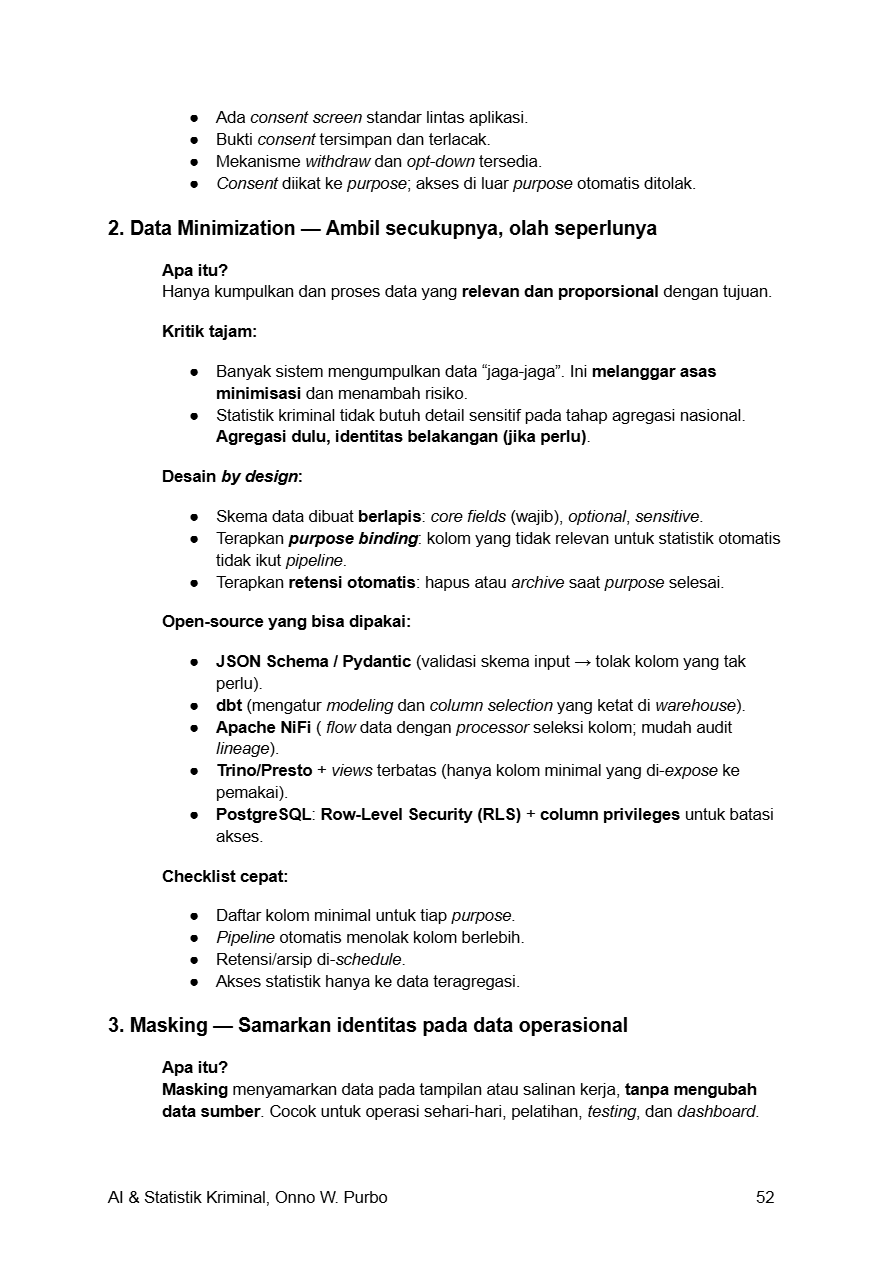 ● Ada consent screen standar lintas aplikasi.
● Bukti consent tersimpan dan terlacak.
● Mekanisme withdraw dan opt-down tersedia.
● Consent diikat ke purpose; akses di luar purpose otomatis ditolak.
2. Data Minimization — Ambil secukupnya, olah seperlunya
Apa itu?
Hanya kumpulkan dan proses data yang relevan dan proporsional dengan tujuan.
Kritik tajam:
● Banyak sistem mengumpulkan data “jaga-jaga”. Ini melanggar asas
minimisasi dan menambah risiko.
● Statistik kriminal tidak butuh detail sensitif pada tahap agregasi nasional.
Agregasi dulu, identitas belakangan (jika perlu).
Desain by design:
● Skema data dibuat berlapis: core fields (wajib), optional, sensitive.
● Terapkan purpose binding: kolom yang tidak relevan untuk statistik otomatis
tidak ikut pipeline.
● Terapkan retensi otomatis: hapus atau archive saat purpose selesai.
Open-source yang bisa dipakai:
● JSON Schema / Pydantic (validasi skema input → tolak kolom yang tak
perlu).
● dbt (mengatur modeling dan column selection yang ketat di warehouse).
● Apache NiFi ( flow data dengan processor seleksi kolom; mudah audit
lineage).
● Trino/Presto + views terbatas (hanya kolom minimal yang di-expose ke
pemakai).
● PostgreSQL: Row-Level Security (RLS) + column privileges untuk batasi
akses.
Checklist cepat:
● Daftar kolom minimal untuk tiap purpose.
● Pipeline otomatis menolak kolom berlebih.
● Retensi/arsip di-schedule.
● Akses statistik hanya ke data teragregasi.
3. Masking — Samarkan identitas pada data operasional
Apa itu?
Masking menyamarkan data pada tampilan atau salinan kerja, tanpa mengubah
data sumber. Cocok untuk operasi sehari-hari, pelatihan, testing, dan dashboard.
AI & Statistik Kriminal, Onno W. Purbo 52